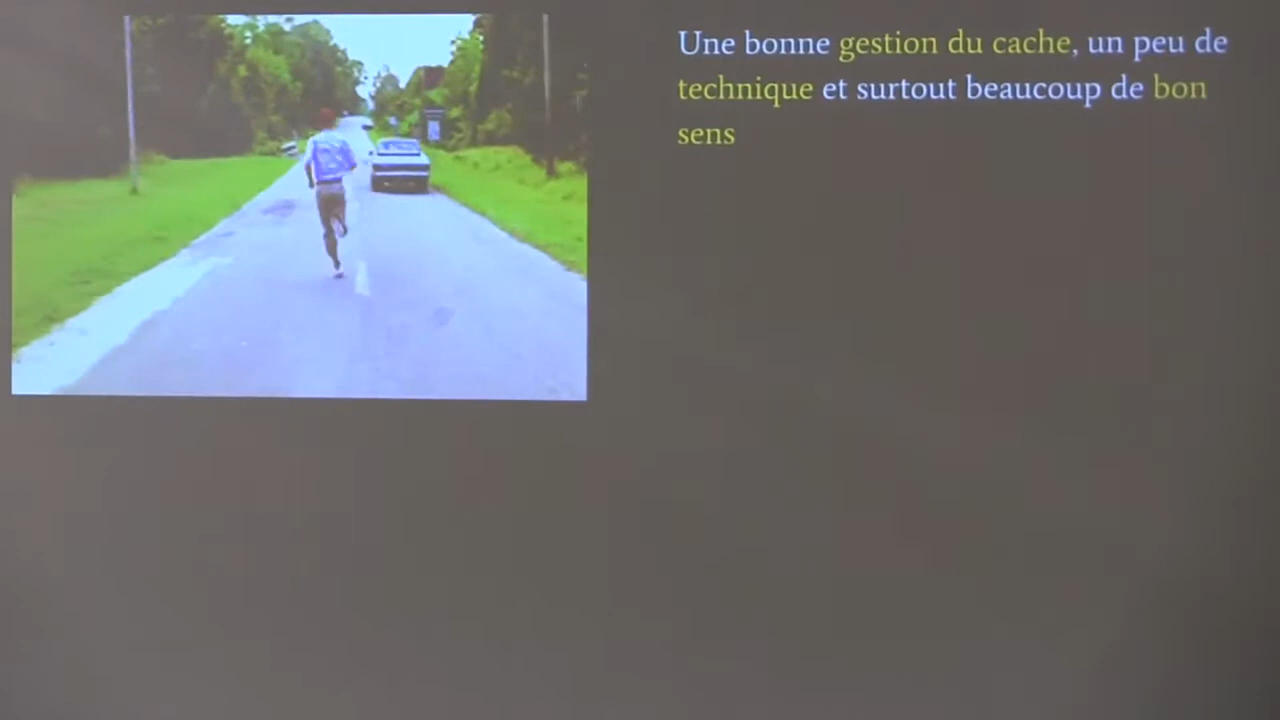 Une bonne gestion du cache, un peu de
technique et surtout beaucoup de bon
sens